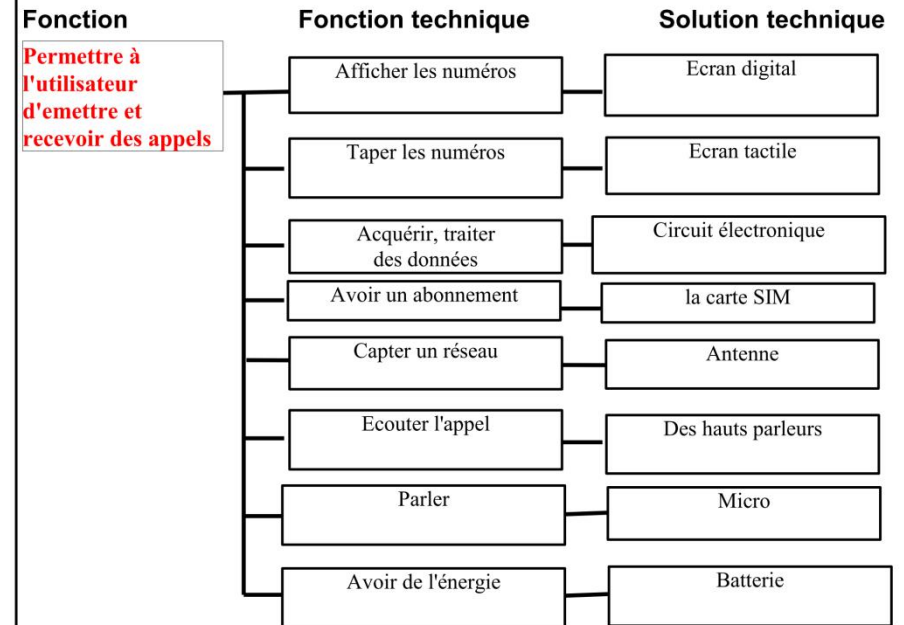 Fonction Fonction technique Solution technique
Permettre à
l'utilisateur
d'emettre et
recevoir des appels
Afficher les numéros Ecran digital
Taper les numéros Ecran tactile
Acquérir, traiter
des données
Circuit électronique
Avoir un abonnement la carte SIM
Capter un réseau Antenne
Ecouter l'appel Des hauts parleurs
Parler Micro
Avoir de l'énergie Batterie